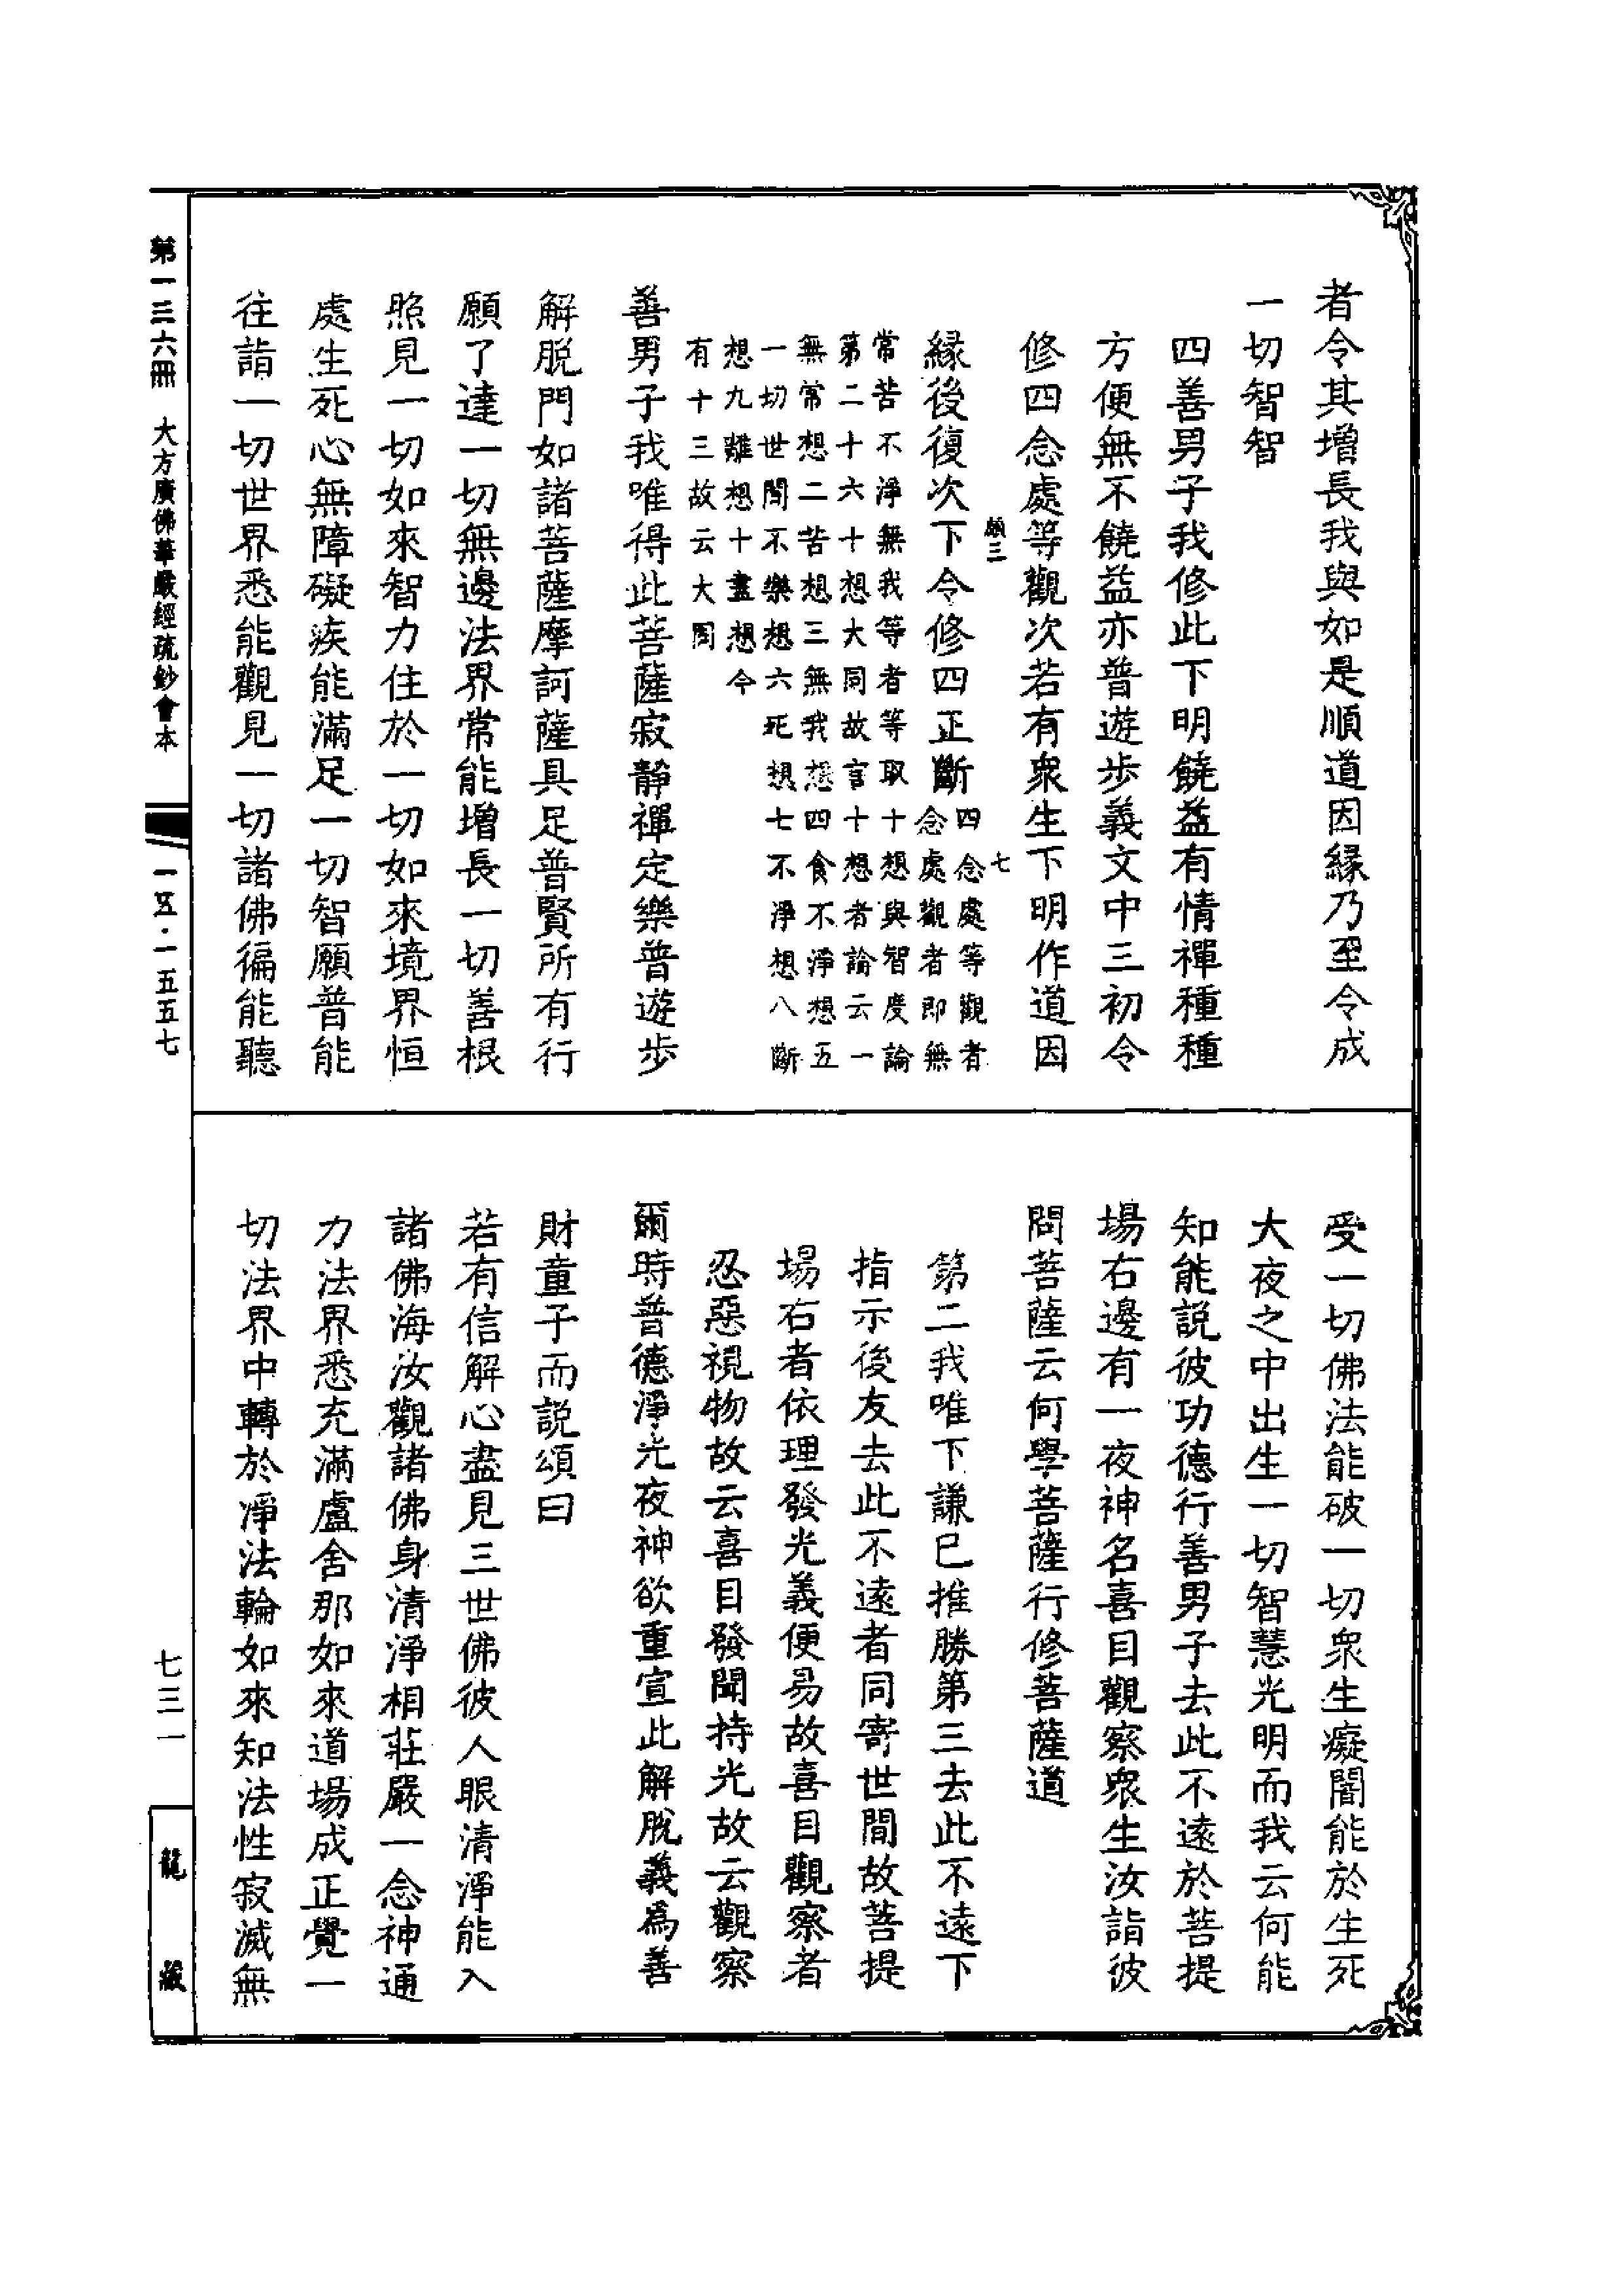 者令其增長我與如是順道因緣乃至令成
一切智智
四善男子我修此下明饒益有情禪種種
方便無不饒益亦普遊步義文中三初令
修四念處等觀次若有衆生下明作道因
願三
七
緣後復次下令修四正斷
四念處等觀者
念處觀者即無
常苦不淨無我等者等取十想與智度論
第二十六十想大同故言十想者論云一
無常想二苦想三無我想四食不淨想五
一切世間不樂想六死想七不淨想八斷
想九離想十盡想今
有十三故云大同
善男子我唯得此菩薩寂靜禪定樂普遊步
解脫門如諸菩薩摩訶薩具足普賢所有行
願了達一切無邊法界常能增長一切善根
照見一切如來智力住於一切如來境界恒
處生死心無障礙疾能滿足一切智願普能
往詣一切世界悉能觀見一切諸佛徧能聽
受一切佛法能破一切衆生癡闇能於生死
大夜之中出生一切智慧光明而我云何能
知能說彼功德行善男子去此不遠於菩提
場右邊有一夜神名喜目觀察衆生汝詣彼
問菩薩云何學菩薩行修菩薩道
第二我唯下謙已推勝第三去此不遠下
指示後友去此不遠者同寄世間故菩提
場右者依理發光義便易故喜目觀察者
忍惡視物故云喜目發聞持光故云觀察
爾時普德淨光夜神欲重宣此解脫義爲善
財童子而說頌曰
若有信解心盡見三世佛彼人眼清淨能入
諸佛海汝觀諸佛身清淨相莊嚴一念神通
力法界悉充滿盧舍那如來道場成正覺一
切法界中轉於淨法輪如來知法性寂滅無
第一三六冊 大方廣佛華嚴經疏鈔會本
一五·一五五七
七三一
龍藏